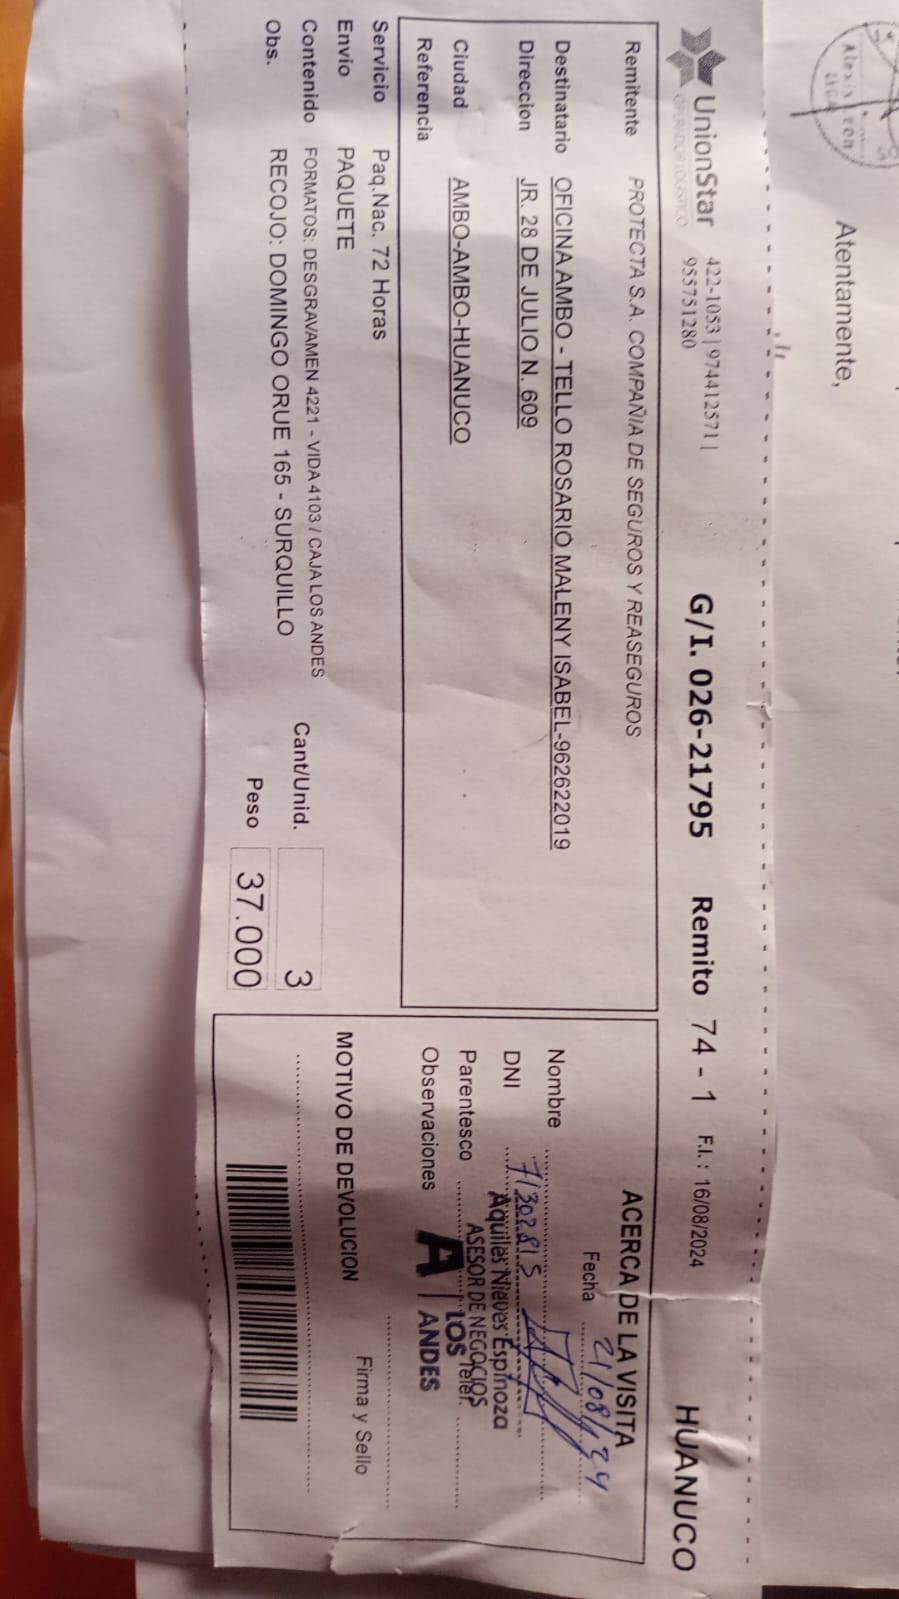 Atentamente,
UnionStar
OPERADOR LOGISTICO
422-1053 | 974412571 |
955751280
G/I. 026-21795
Remito 74 - 1
F.I. : 16/08/2024
HUANUCO
Remitente PROTECTA S.A. COMPAÑIA DE SEGUROS Y REASEGUROS
Destinatario OFICINA AMBO - TELLO ROSARIO MALENY ISABEL-962622019
Direccion JR. 28 DE JULIO N. 609
Ciudad AMBO-AMBO-HUANUCO
Referencia
Servicio Paq.Nac. 72 Horas
Envio PAQUETE
Contenido FORMATOS: DESGRAVAMEN 4221 - VIDA 4103 / CAJA LOS ANDES
Obs. RECOJO: DOMINGO ORUE 165 - SURQUILLO
Cant/Unid. 3
Peso 37.000
ACERCA DE LA VISITA
Fecha 21/08/24
Nombre
DNI 71302815
Aquiles Nieves Espinoza
Parentesco
ASESOR DE NEGOCIOS
Observaciones
A LOS ANDES
MOTIVO DE DEVOLUCION
Firma y Sello